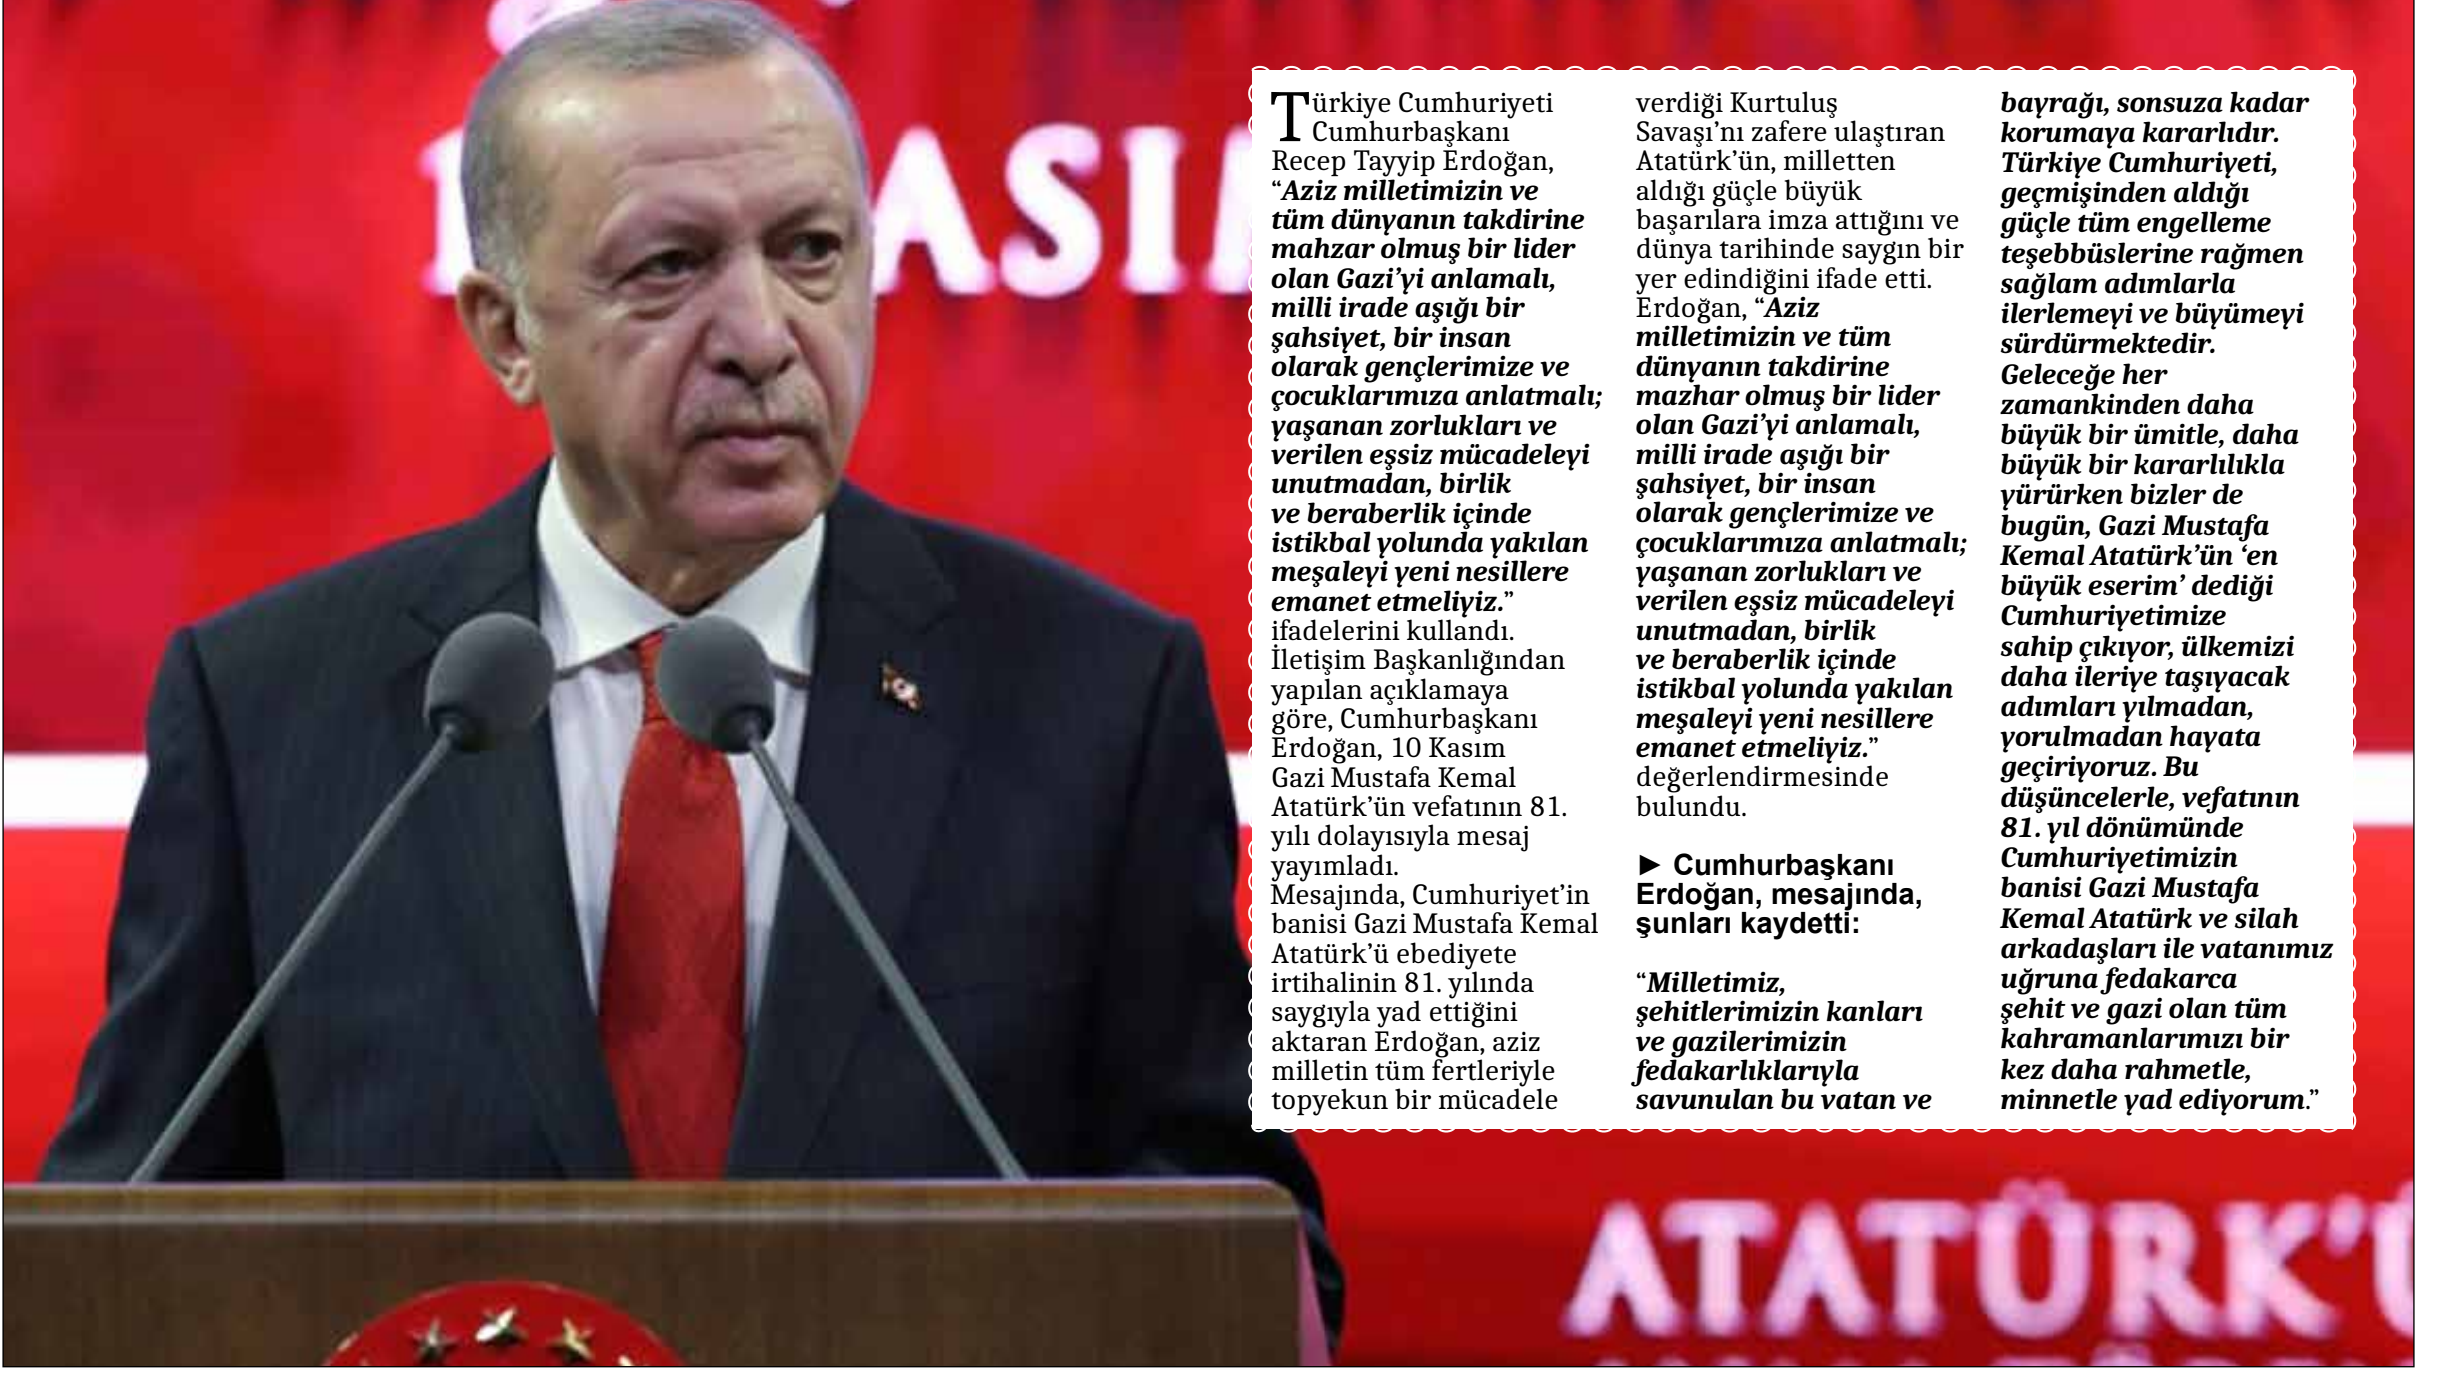 ASI
Türkiye Cumhuriyeti
Cumhurbaşkanı
Recep Tayyip Erdoğan,
“Aziz milletimizin ve
tüm dünyanın takdirine
mahzar olmuş bir lider
olan Gazi’yi anlamalı,
milli irade aşığı bir
şahsiyet, bir insan
olarak gençlerimize ve
çocuklarımıza anlatmalı;
yaşanan zorlukları ve
verilen eşsiz mücadeleyi
unutmadan, birlik
ve beraberlik içinde
istikbal yolunda yakılan
meşaleyi yeni nesillere
emanet etmeliyiz.”
ifadelerini kullandı.
İletişim Başkanlığından
yapılan açıklamaya
göre, Cumhurbaşkanı
Erdoğan, 10 Kasım
Gazi Mustafa Kemal
Atatürk’ün vefatının 81.
yılı dolayısıyla mesaj
yayımladı.
Mesajında, Cumhuriyet’in
banisi Gazi Mustafa Kemal
Atatürk’ü ebediyete
irtihalinin 81. yılında
saygıyla yad ettiğini
aktaran Erdoğan, aziz
milletin tüm fertleriyle
topyekun bir mücadele
verdiği Kurtuluş
Savaşı’nı zafere ulaştıran
Atatürk’ün, milletten
aldığı güçle büyük
başarılara imza attığını ve
dünya tarihinde saygın bir
yer edindiğini ifade etti.
Erdoğan, “Aziz
milletimizin ve tüm
dünyanın takdirine
mazhar olmuş bir lider
olan Gazi’yi anlamalı,
milli irade aşığı bir
şahsiyet, bir insan
olarak gençlerimize ve
çocuklarımıza anlatmalı;
yaşanan zorlukları ve
verilen eşsiz mücadeleyi
unutmadan, birlik
ve beraberlik içinde
istikbal yolunda yakılan
meşaleyi yeni nesillere
emanet etmeliyiz.”
değerlendirmesinde
bulundu.
► Cumhurbaşkanı
Erdoğan, mesajında,
şunları kaydetti:
“Milletimiz,
şehitlerimizin kanları
ve gazilerimizin
fedakarlıklarıyla
savunulan bu vatan ve
bayrağı, sonsuza kadar
korumaya kararlıdır.
Türkiye Cumhuriyeti,
geçmişinden aldığı
güçle tüm engelleme
teşebbüslerine rağmen
sağlam adımlarla
ilerlemeyi ve büyümeyi
sürdürmektedir.
Geleceğe her
zamankinden daha
büyük bir ümitle, daha
büyük bir kararlılıkla
yürürken bizler de
bugün, Gazi Mustafa
Kemal Atatürk’ün ‘en
büyük eserim’ dediği
Cumhuriyetimize
sahip çıkıyor, ülkemizi
daha ileriye taşıyacak
adımları yılmadan,
yorulmadan hayata
geçiriyoruz. Bu
düşüncelerle, vefatının
81. yıl dönümünde
Cumhuriyetimizin
banisi Gazi Mustafa
Kemal Atatürk ve silah
arkadaşları ile vatanımız
uğruna fedakarca
şehit ve gazi olan tüm
kahramanlarımızı bir
kez daha rahmetle,
minnetle yad ediyorum.”
ATATÜRK’Ü